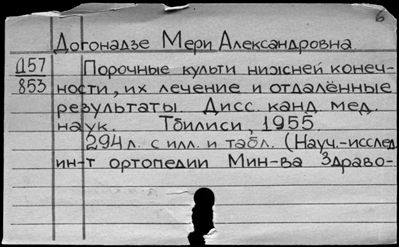 б
Догонадзе Мери Александровна
Д57
853
Порочные культи нижней конеч-
ности, их лечение и отдалённые
результаты. Дисс. канд. мед.
наук. Тбилиси, 1955.
294 л. с илл. и табл. (Науч.-исслед.
ин-т ортопедии Мин-ва Здраво-